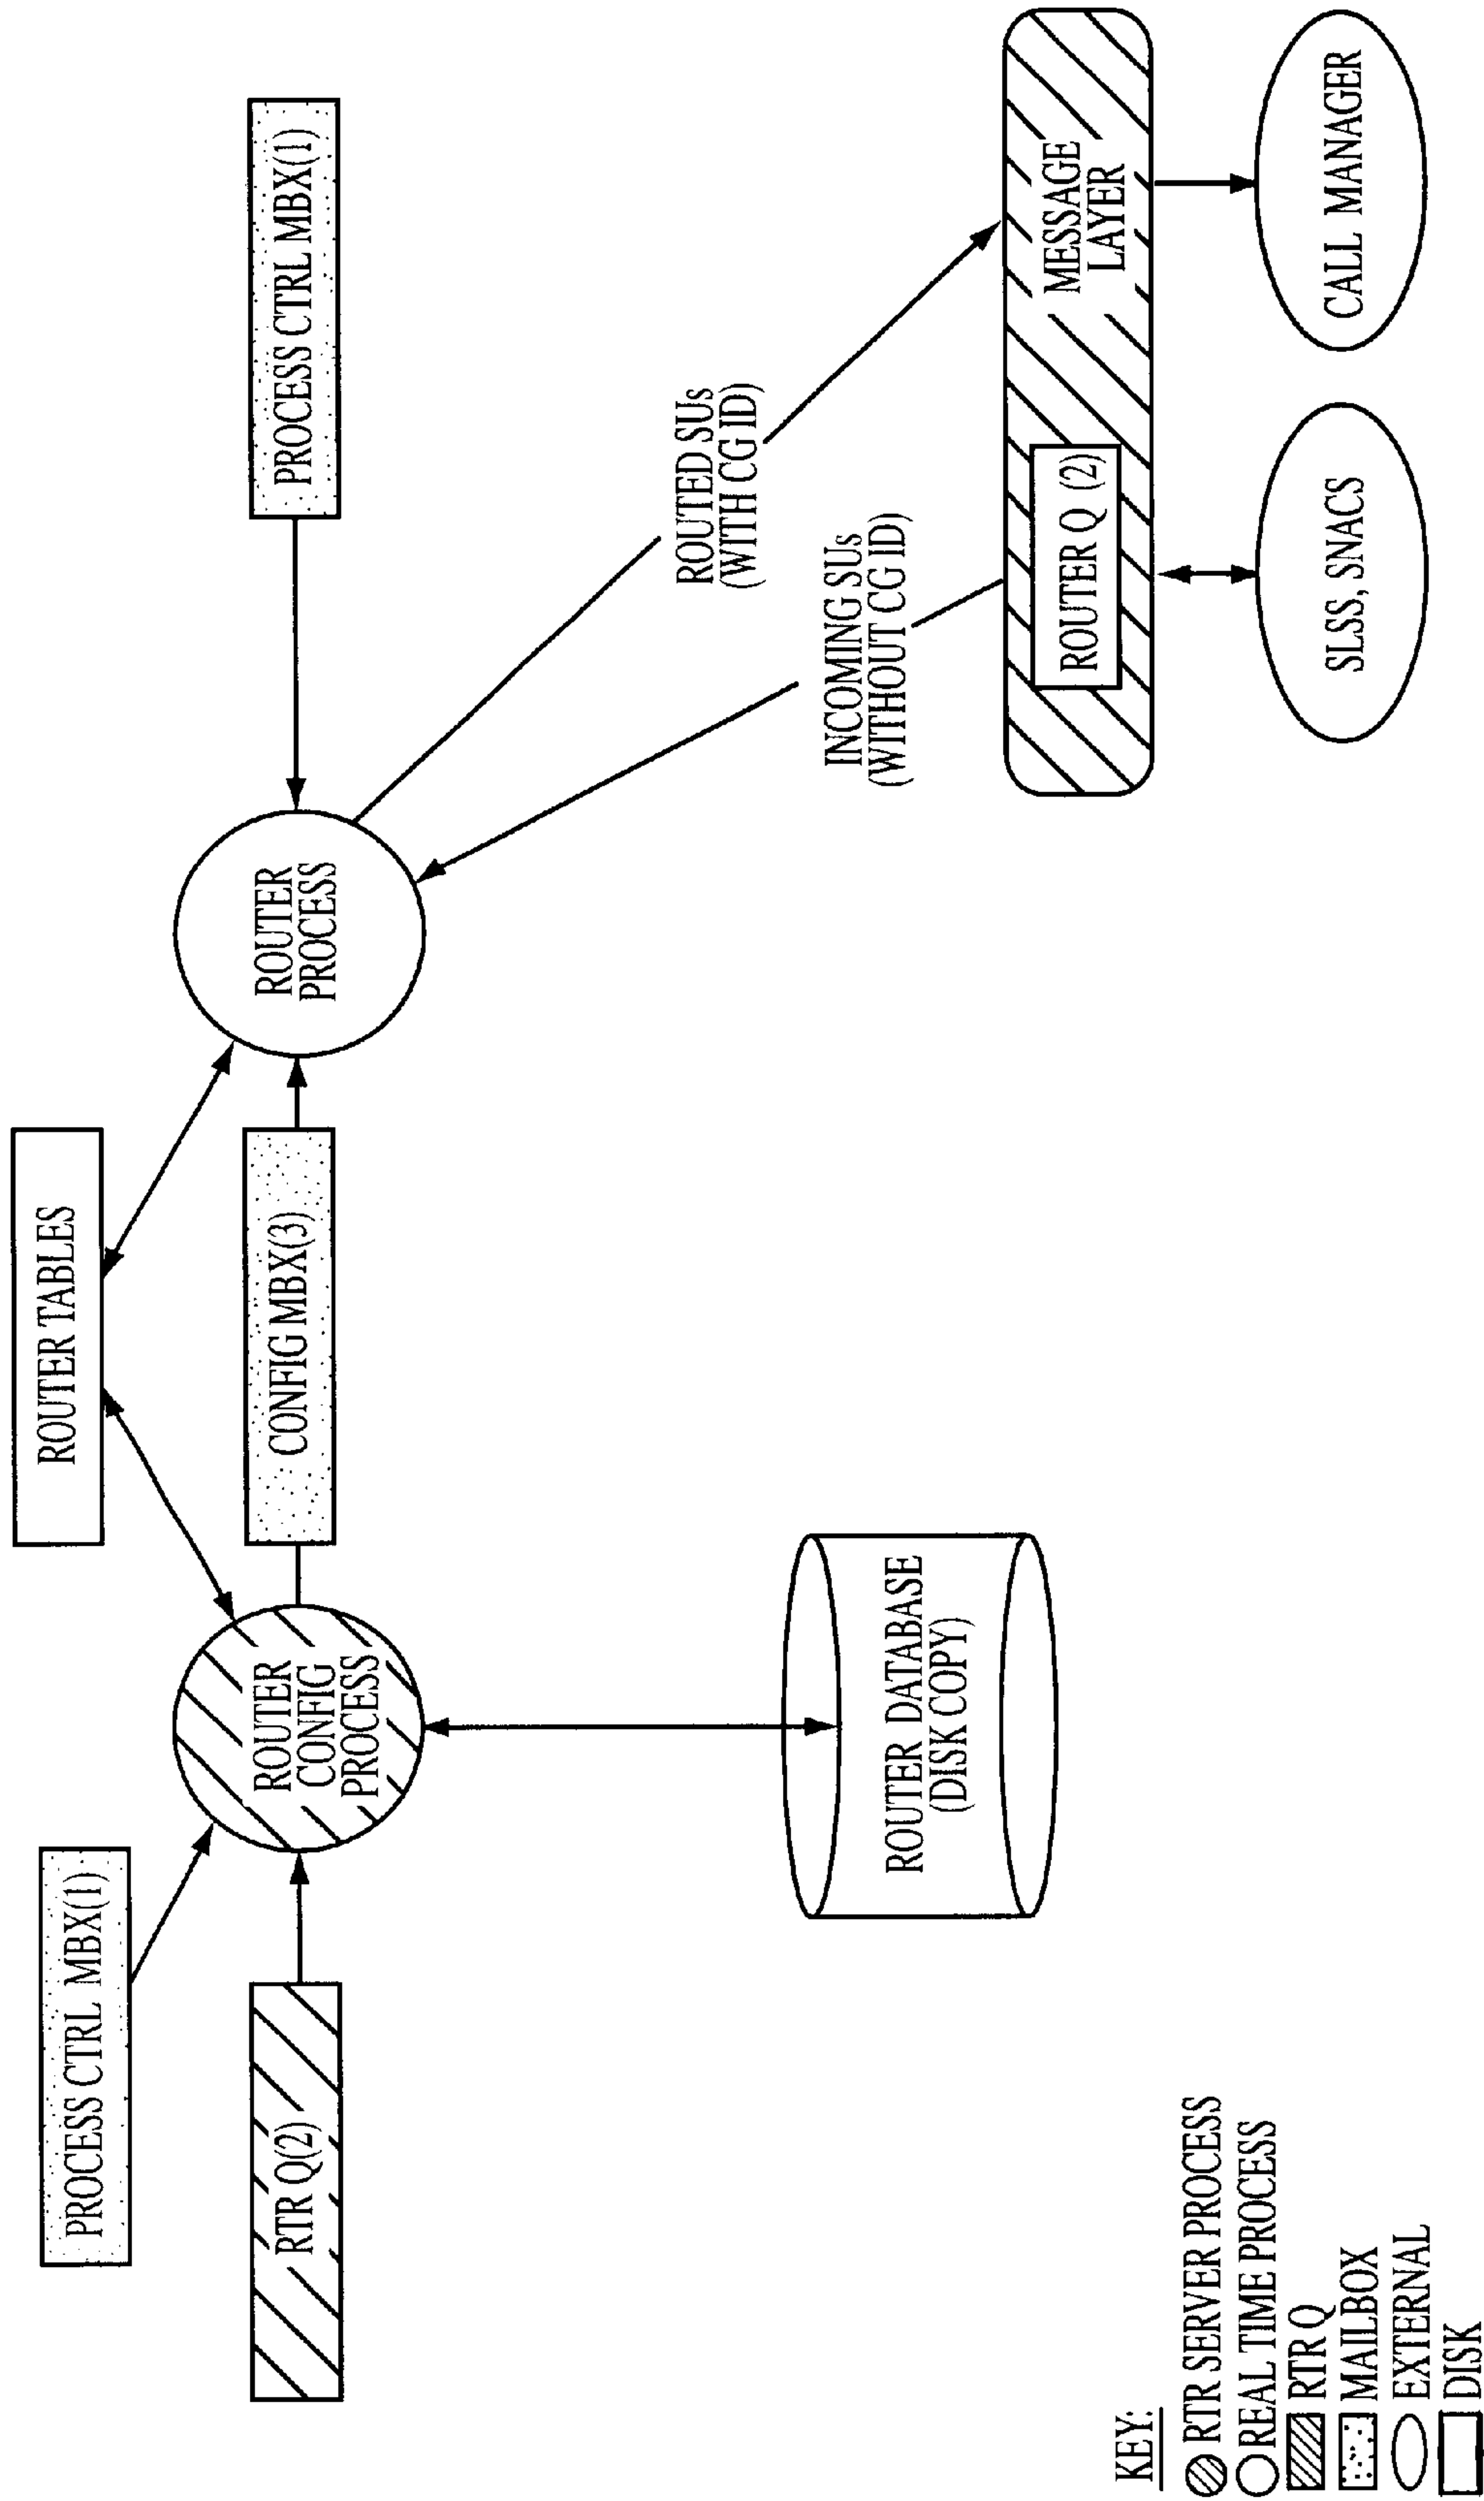 PROCESS CTRL MBX(1)
RTR Q(2)
ROUTER
CONFIG
PROCESS
ROUTER TABLES
CONFIG MBX(3)
ROUTER
PROCESS
PROCESS CTRL MBX(1)
ROUTER DATABASE
(DISK COPY)
ROUTED SUs
(WITH CG ID)
INCOMING SUs
(WITHOUT CG ID)
ROUTER Q (2)
MESSAGE
LAYER
SLSS, SNACS
CALL MANAGER
KEY:
RTR SERVER PROCESS
REAL TIME PROCESS
RTR Q
MAILBOX
EXTERNAL
DISK